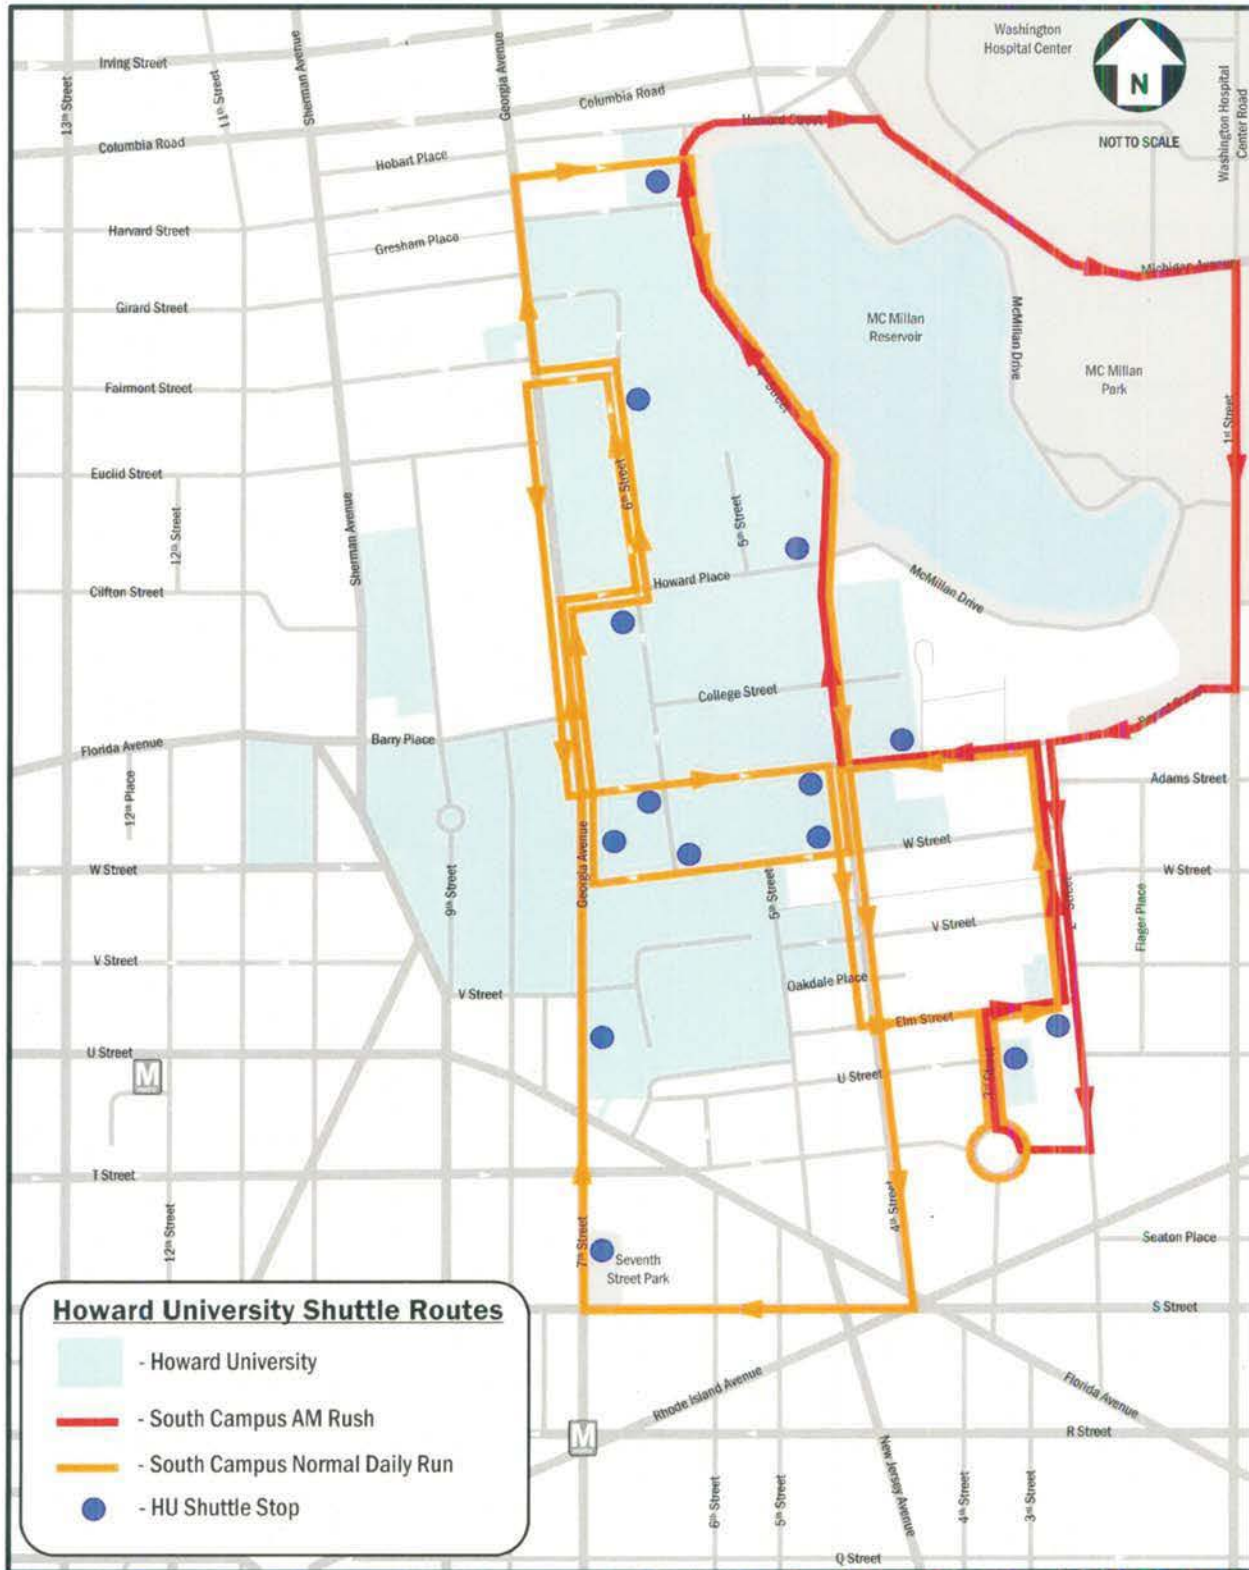 Washington
Hospital Center
N
NOT TO SCALE
Washington Hospital
Center Road
Irving Street
13th Street
11th Street
Sherman Avenue
Georgia Avenue
Columbia Road
Columbia Road
Harvard Street
Hobart Place
Harvard Street
Gresham Place
Girard Street
Michigan Avenue
MC Millan
Reservoir
McMillan Drive
MC Millan
Park
1st Street
Fairmont Street
Euclid Street
12th Street
Sherman Avenue
6th Street
5th Street
Howard Place
McMillan Drive
Clifton Street
College Street
Florida Avenue
Barry Place
12th Place
Adams Street
W Street
9th Street
Georgia Avenue
5th Street
W Street
W Street
Flager Place
V Street
V Street
V Street
Oakdale Place
Elm Street
U Street
M
U Street
3rd Street
T Street
12th Street
7th Street
4th Street
Seventh
Street Park
Seaton Place
S Street
Howard University Shuttle Routes
- Howard University
- South Campus AM Rush
- South Campus Normal Daily Run
- HU Shuttle Stop
Rhode Island Avenue
Florida Avenue
M
R Street
New Jersey Avenue
6th Street
5th Street
4th Street
3rd Street
Q Street